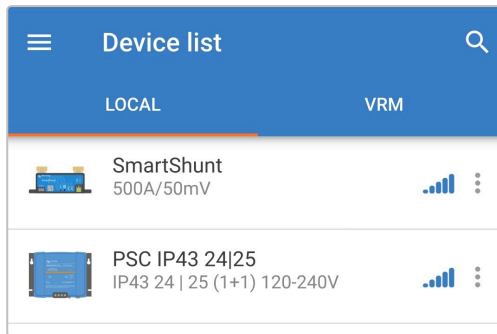 Device list
LOCAL VRM
SmartShunt
500A/50mV
PSC IP43 24|25
IP43 24 | 25 (1+1) 120-240V